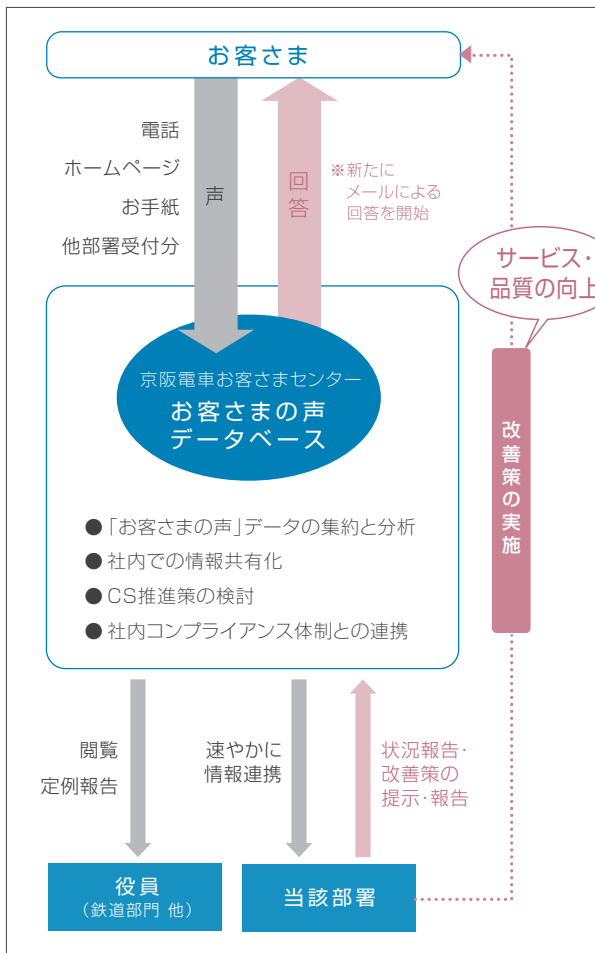 お客さま
電話
ホームページ
お手紙
他部署受付分
声
回答
※新たに
メールによる
回答を開始
サービス・
品質の向上
京阪電車お客さまセンター
お客さまの声
データベース
改善策の実施
●「お客さまの声」データの集約と分析
●社内での情報共有化
●CS推進策の検討
●社内コンプライアンス体制との連携
閲覧
定例報告
速やかに
情報連携
状況報告・
改善策の
提示・報告
役員
（鉄道部門 他）
当該部署